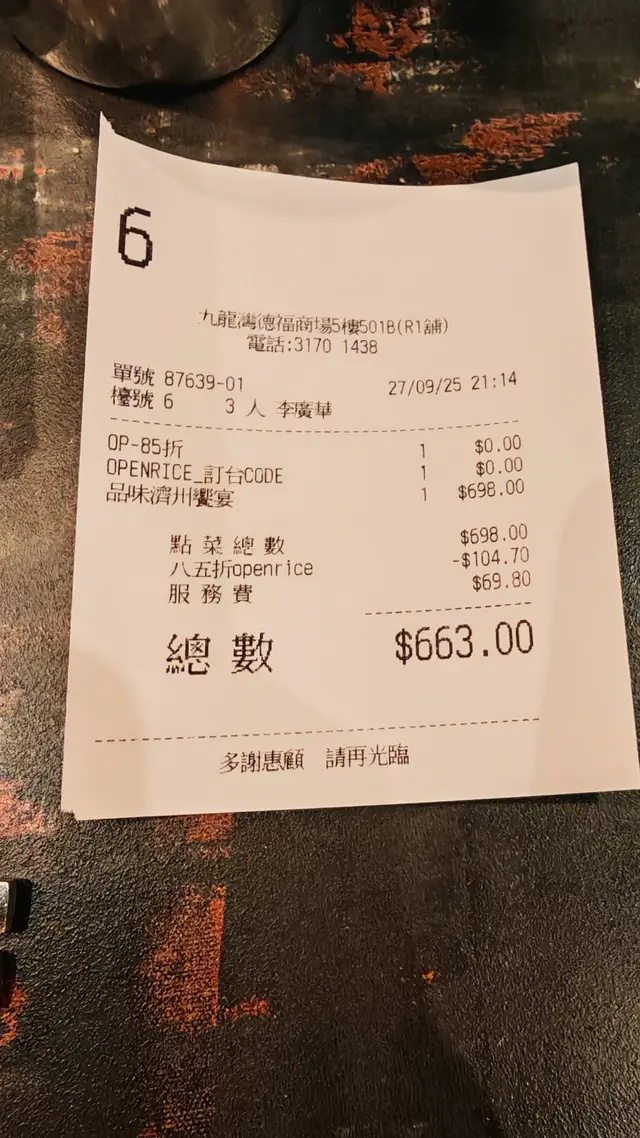 6
九龍灣德福商場5樓501B(R1舖)
電話:3170 1438
單號 87639-01 27/09/25 21:14
檯號 6 3 人 李廣華
OP-85折 1 $0.00
OPENRICE_訂台CODE 1 $0.00
品味濟州饗宴 1 $698.00
點菜總數 $698.00
八五折openrice -$104.70
服務費 $69.80
總數 $663.00
多謝惠顧 請再光臨